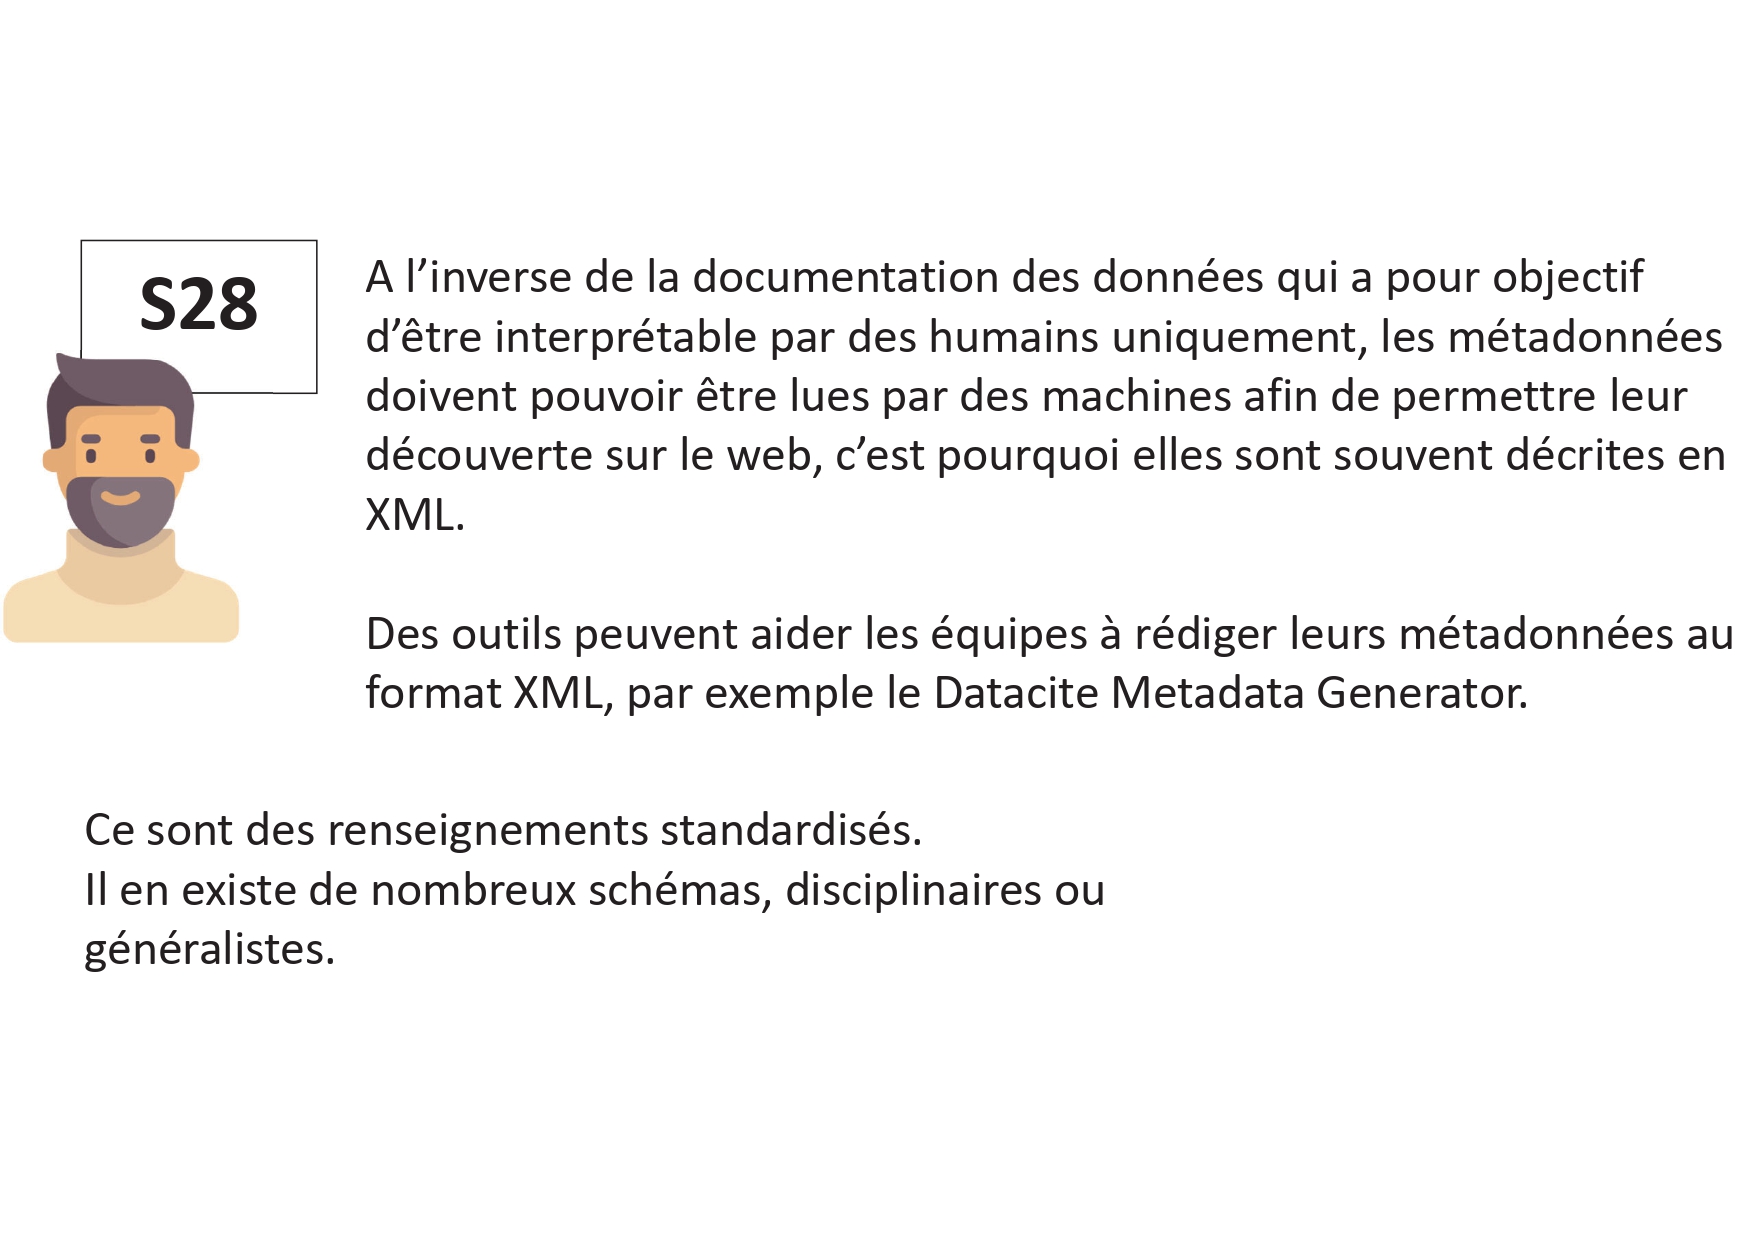 S28
A l’inverse de la documentation des données qui a pour objectif
d’être interprétable par des humains uniquement, les métadonnées
doivent pouvoir être lues par des machines afin de permettre leur
découverte sur le web, c’est pourquoi elles sont souvent décrites en
XML.
Des outils peuvent aider les équipes à rédiger leurs métadonnées au
format XML, par exemple le Datacite Metadata Generator.
Ce sont des renseignements standardisés.
Il en existe de nombreux schémas, disciplinaires ou
généralistes.